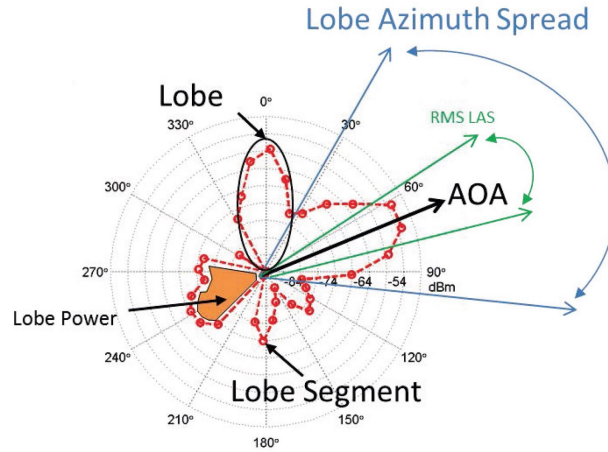 Lobe Azimuth Spread
Lobe
0°
330°
30°
RMS LAS
300°
60°
AOA
270°
-84
-74
-64
-54
90°
dBm
Lobe Power
240°
120°
Lobe Segment
210°
150°
180°